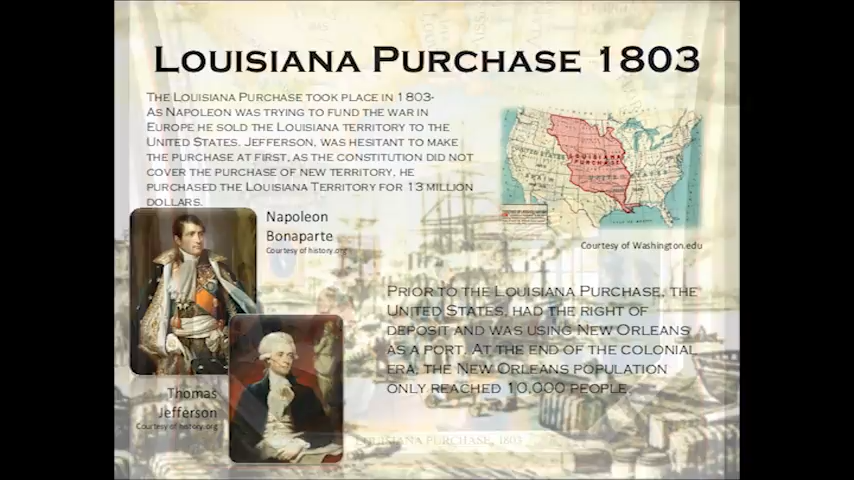 LOUISIANA PURCHASE 1803
THE LOUISIANA PURCHASE TOOK PLACE IN 1803-
AS NAPOLEON WAS TRYING TO FUND THE WAR IN
EUROPE HE SOLD THE LOUISIANA TERRITORY TO THE
UNITED STATES. JEFFERSON, WAS HESITANT TO MAKE
THE PURCHASE AT FIRST, AS THE CONSTITUTION DID NOT
COVER THE PURCHASE OF NEW TERRITORY, HE
PURCHASED THE LOUISIANA TERRITORY FOR 13 MILLION
DOLLARS.
LOUISIANA
PURCHASE
Courtesy of Washington.edu
Napoleon
Bonaparte
Courtesy of history.org
PRIOR TO THE LOUISIANA PURCHASE, THE
UNITED STATES, HAD THE RIGHT OF
DEPOSIT AND WAS USING NEW ORLEANS
AS A PORT. AT THE END OF THE COLONIAL
ERA, THE NEW ORLEANS POPULATION
ONLY REACHED 10,000 PEOPLE.
Thomas
Jefferson
Courtesy of history.org
LOUISIANA PURCHASE, 1803